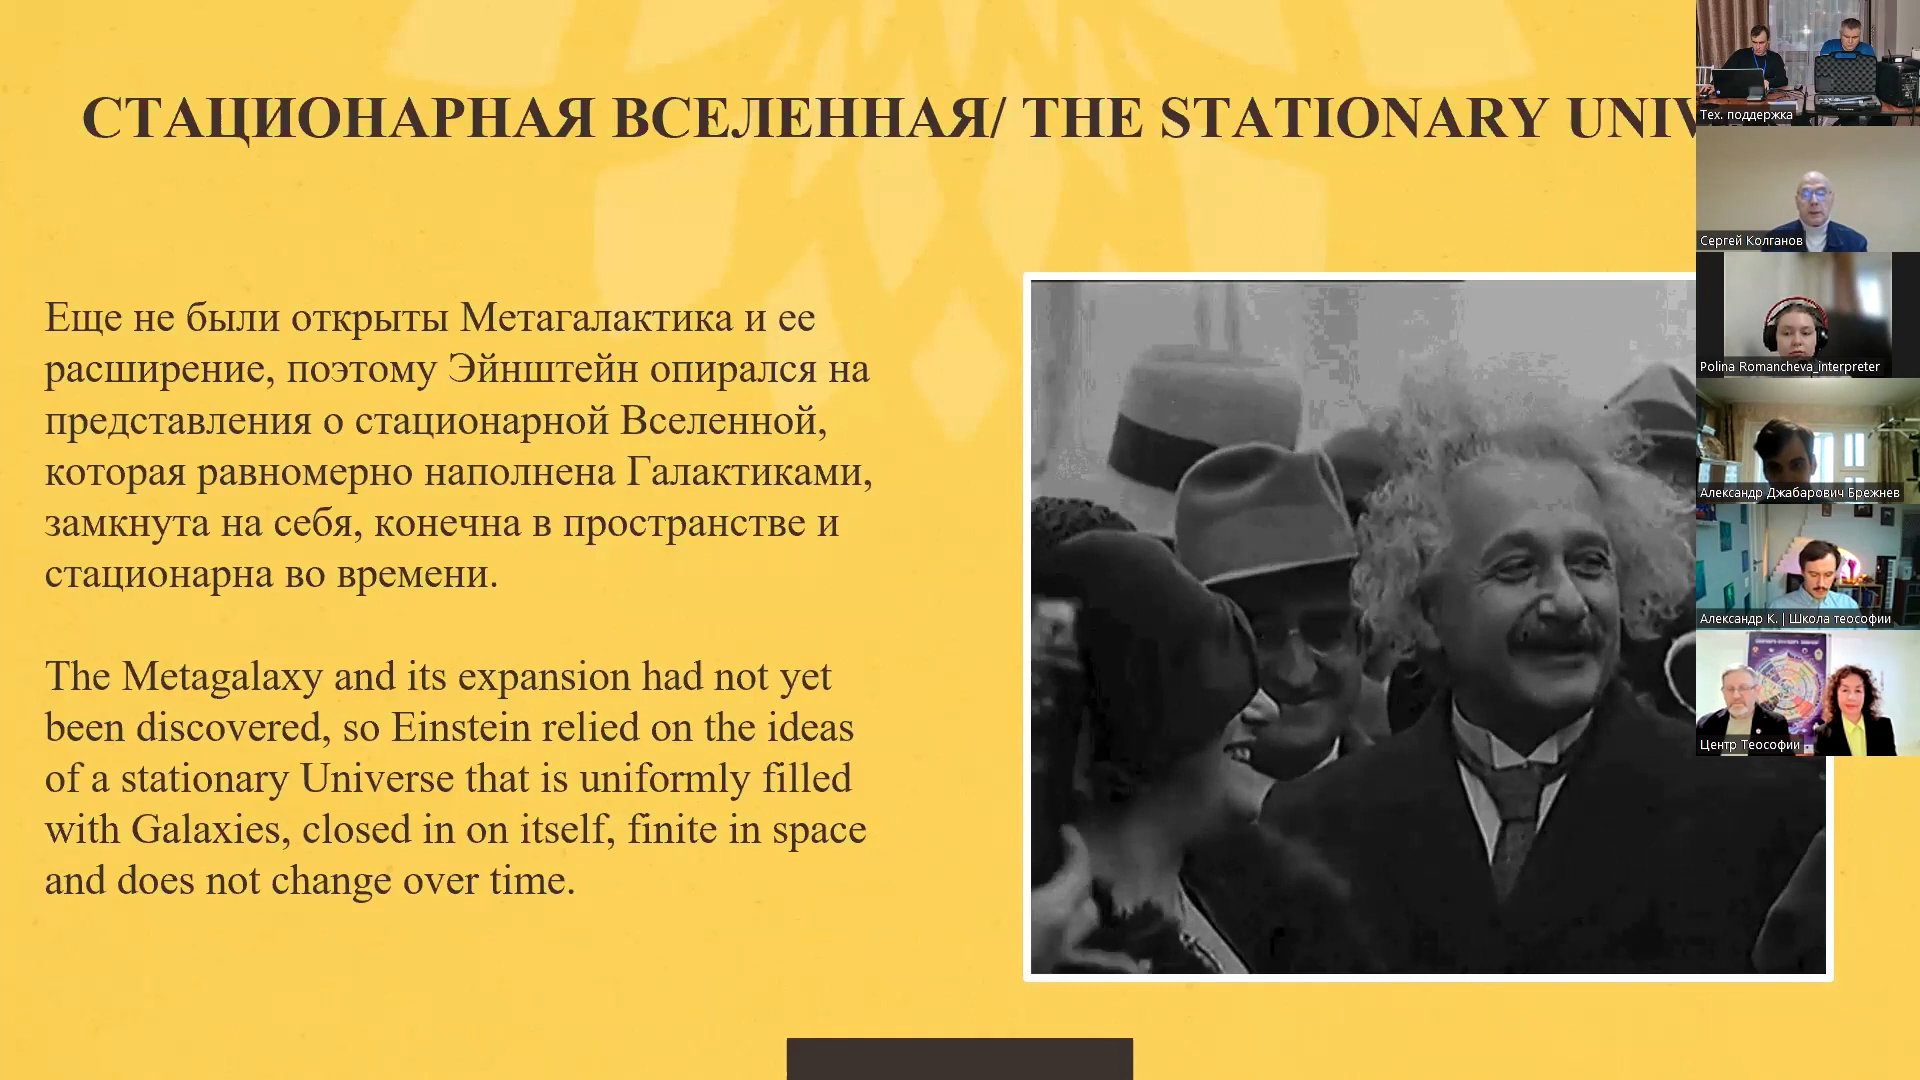 СТАЦИОНАРНАЯ ВСЕЛЕННАЯ/ THE STATIONARY UNIV
Еще не были открыты Метагалактика и ее
расширение, поэтому Эйнштейн опирался на
представления о стационарной Вселенной,
которая равномерно наполнена Галактиками,
замкнута на себя, конечна в пространстве и
стационарна во времени.
The Metagalaxy and its expansion had not yet
been discovered, so Einstein relied on the ideas
of a stationary Universe that is uniformly filled
with Galaxies, closed in on itself, finite in space
and does not change over time.
Тех. поддержка
Сергей Колганов
Polina Romancheva_interpreter
Александр Джабарович Брежнев
Александр К. | Школа теософии
Центр Теософии